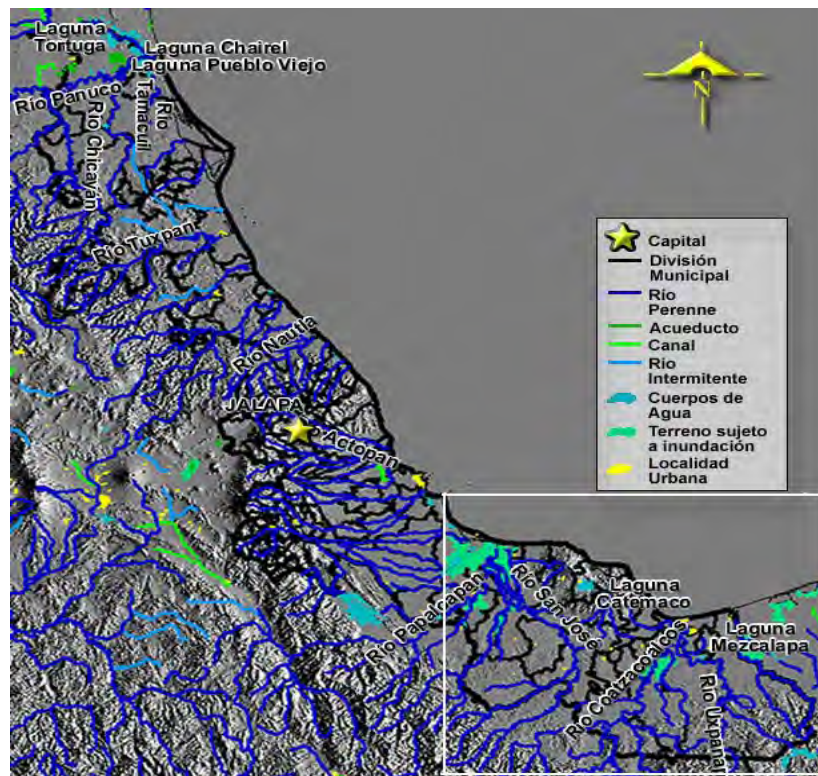 Laguna
Tortuga
Laguna Chairel
Laguna Pueblo Viejo
Río Panuco
Río
Tamacuil
Río Chicayán
Río Tuxpan
Río Nautla
JALAPA
Actopan
Río Papaloapan
Río San José
Laguna
Catemaco
Río Coatzacoalcos
Laguna
Mezcalapa
Río Uxpanal
N
Capital
División
Municipal
Río
Perenne
Acueducto
Canal
Río
Intermitente
Cuerpos de
Agua
Terreno sujeto
a inundación
Localidad
Urbana